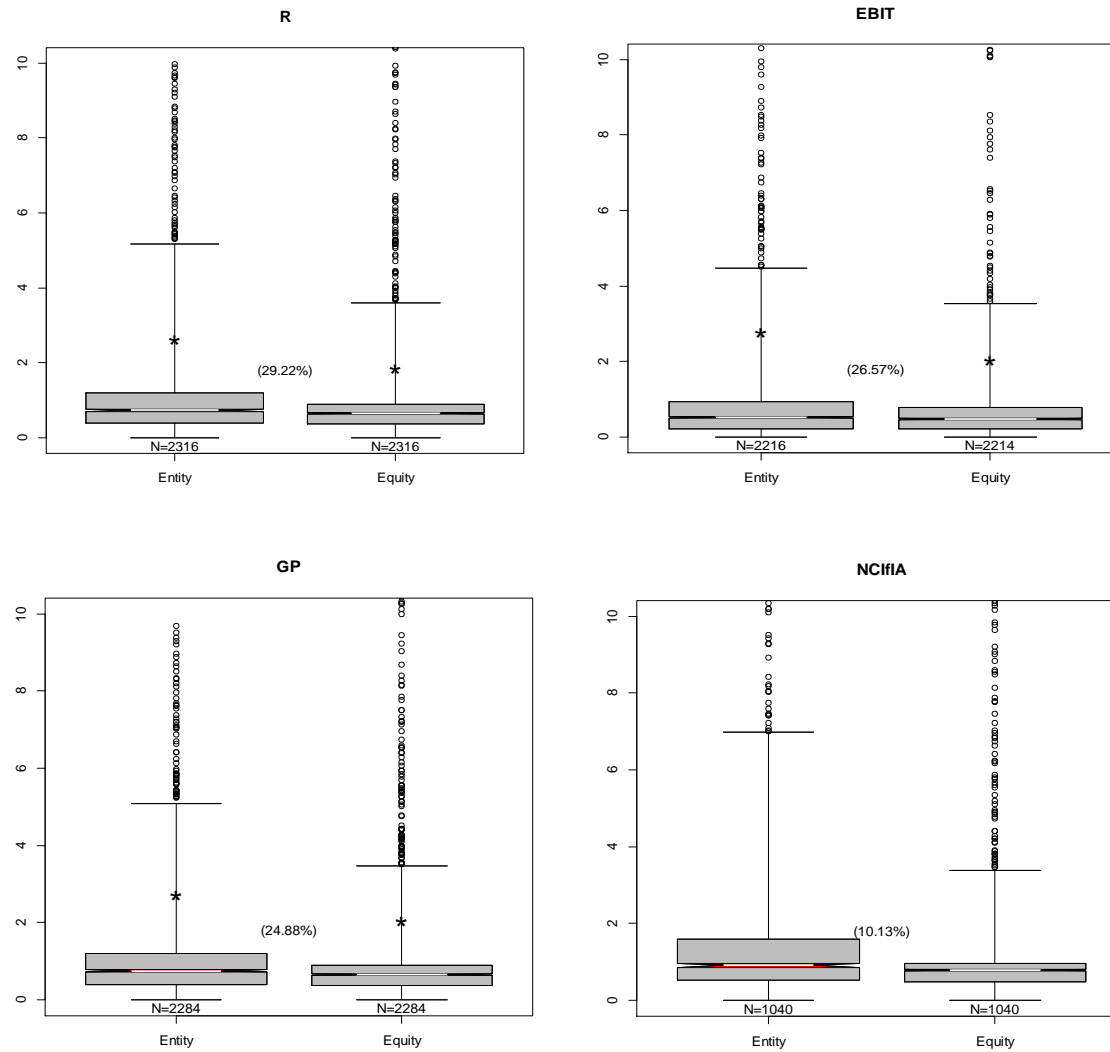 R
10
8
6
4
2
0
(29.22%)
N=2316
N=2316
Entity
Equity
EBIT
10
8
6
4
2
0
(26.57%)
N=2216
N=2214
Entity
Equity
GP
10
8
6
4
2
0
(24.88%)
N=2284
N=2284
Entity
Equity
NCIflA
10
8
6
4
2
0
(10.13%)
N=1040
N=1040
Entity
Equity